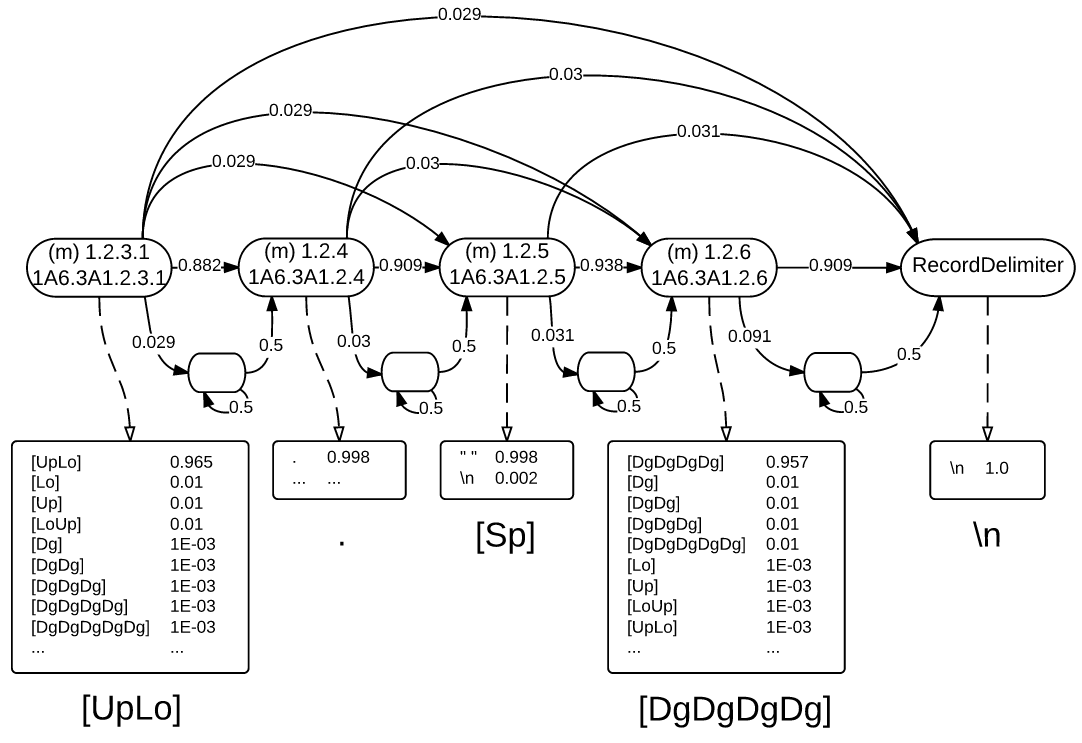 0.029
0.03
0.029
0.031
0.029
0.03
(m) 1.2.3.1
1A6.3A1.2.3.1
0.882
(m) 1.2.4
1A6.3A1.2.4
0.909
(m) 1.2.5
1A6.3A1.2.5
0.938
(m) 1.2.6
1A6.3A1.2.6
0.909
RecordDelimiter
0.029
0.5
0.5
0.03
0.5
0.5
0.031
0.5
0.5
0.091
0.5
0.5
[UpLo] 0.965
[Lo] 0.01
[Up] 0.01
[LoUp] 0.01
[Dg] 1E-03
[DgDg] 1E-03
[DgDgDg] 1E-03
[DgDgDgDg] 1E-03
[DgDgDgDgDg] 1E-03
... ...
[UpLo]
. 0.998
... ...
.
" " 0.998
\n 0.002
[Sp]
[DgDgDgDg] 0.957
[Dg] 0.01
[DgDg] 0.01
[DgDgDg] 0.01
[DgDgDgDgDg] 0.01
[Lo] 1E-03
[Up] 1E-03
[LoUp] 1E-03
[UpLo] 1E-03
... ...
[DgDgDgDg]
\n 1.0
\n